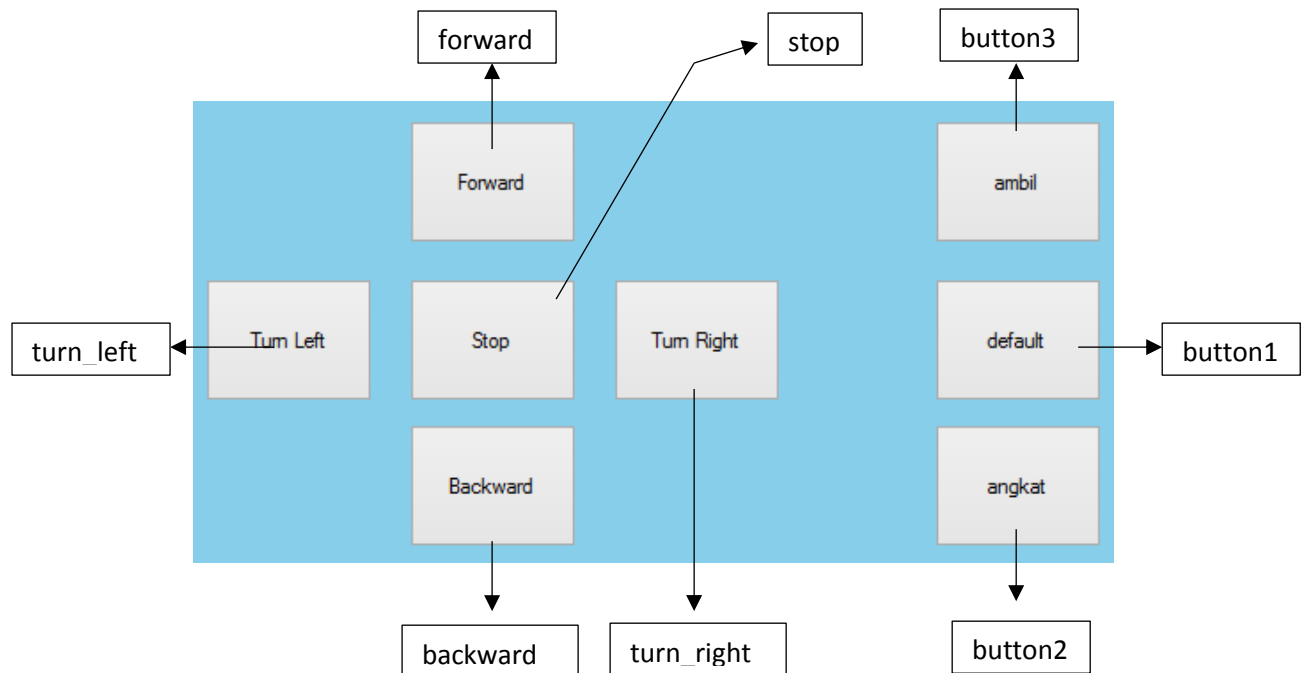 forward
stop
button3
Forward
ambil
turn_left
Turn Left
Stop
Turn Right
default
button1
Backward
angkat
backward
turn_right
button2